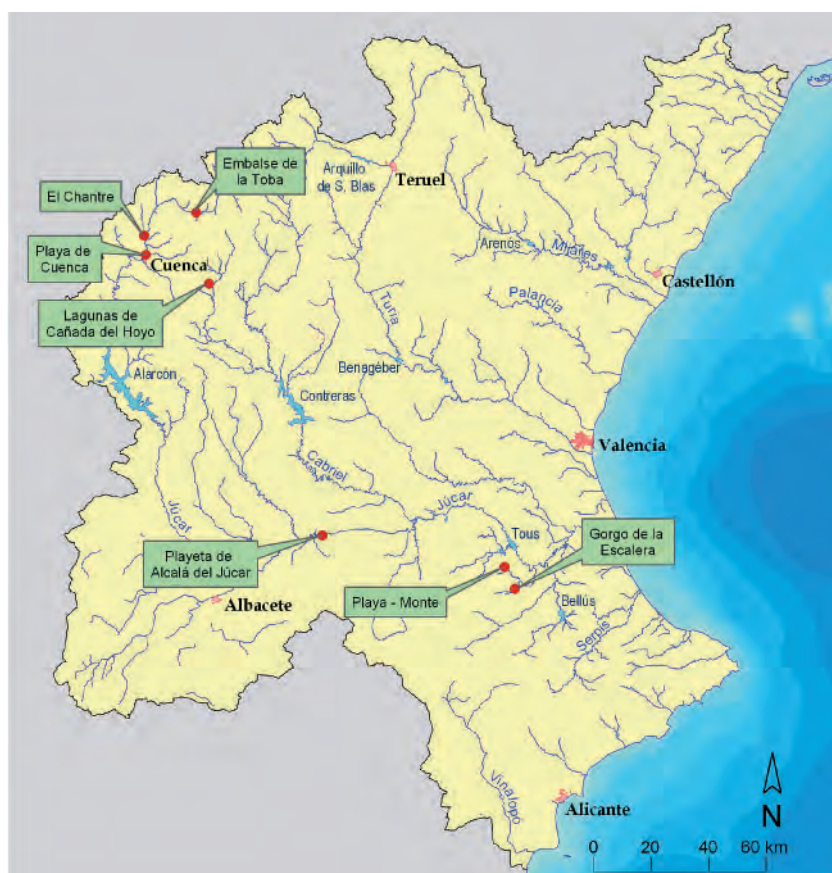 Embalse de
la Toba
El Chantre
Playa de
Cuenca
Cuenca
Lagunas de
Cañada del Hoyo
Arquillo
de S. Blas
Teruel
Arenós
Mijares
Castellón
Palancia
Turia
Benagéber
Alarcón
Contreras
Valencia
Cabriel
Júcar
Júcar
Tous
Gorgo de la
Escalera
Playeta de
Alcalá del Júcar
Playa - Monte
Albacete
Bellús
Serpis
Vinalopó
Alicante
N
0 20 40 60 km